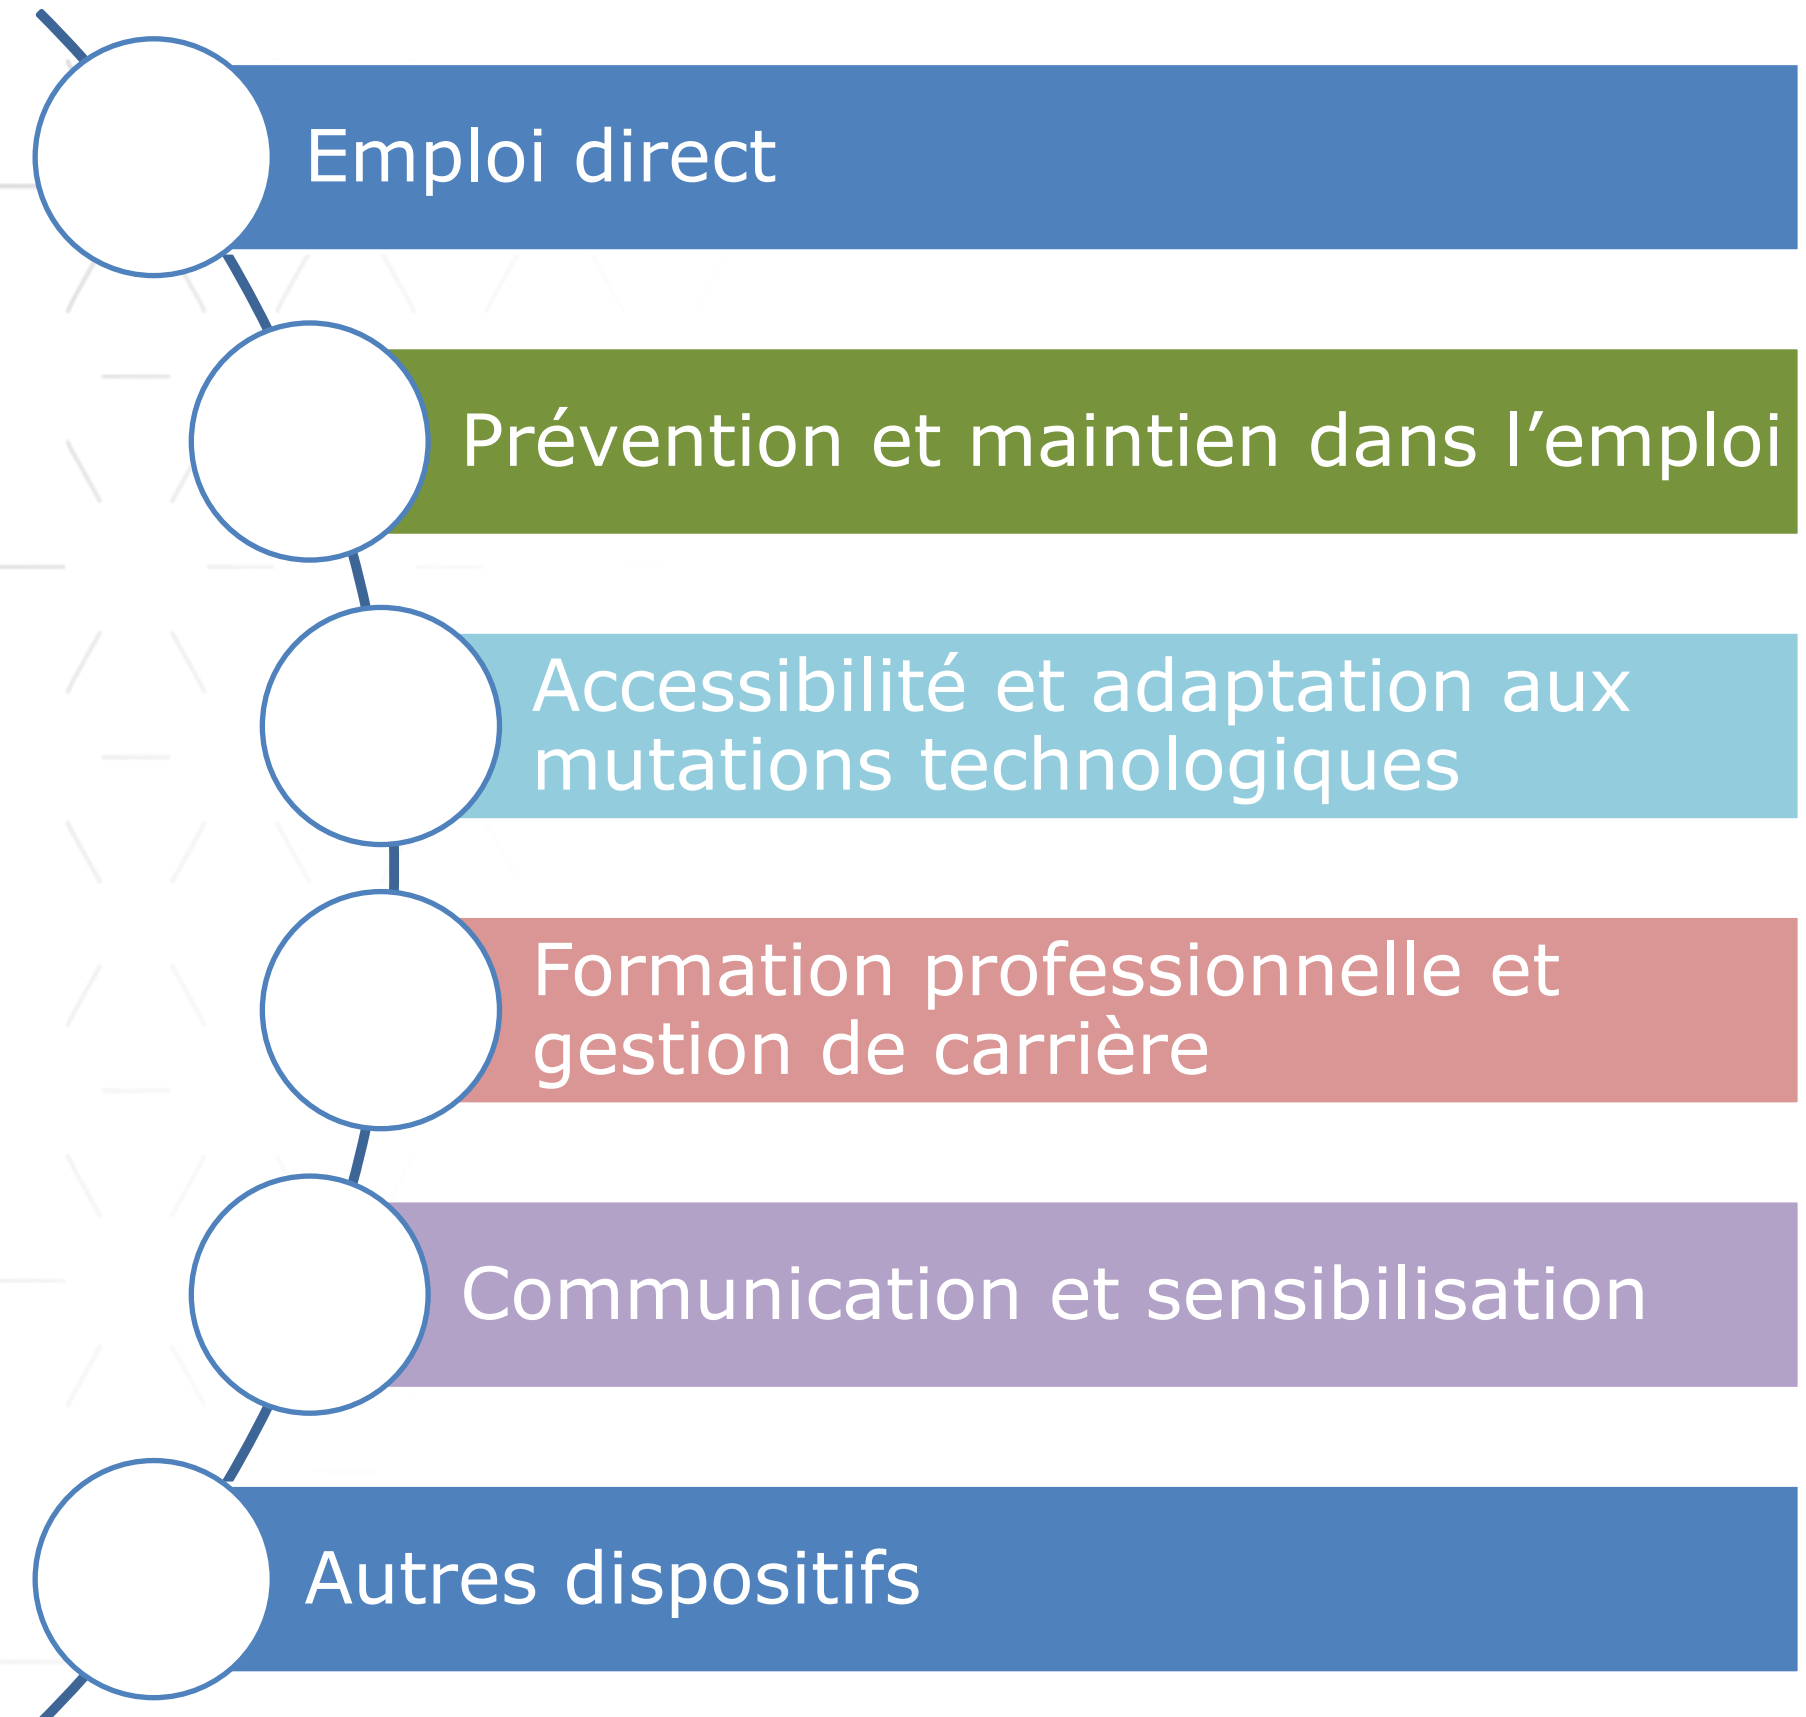 Emploi direct
Prévention et maintien dans l’emploi
Accessibilité et adaptation aux
mutations technologiques
Formation professionnelle et
gestion de carrière
Communication et sensibilisation
Autres dispositifs